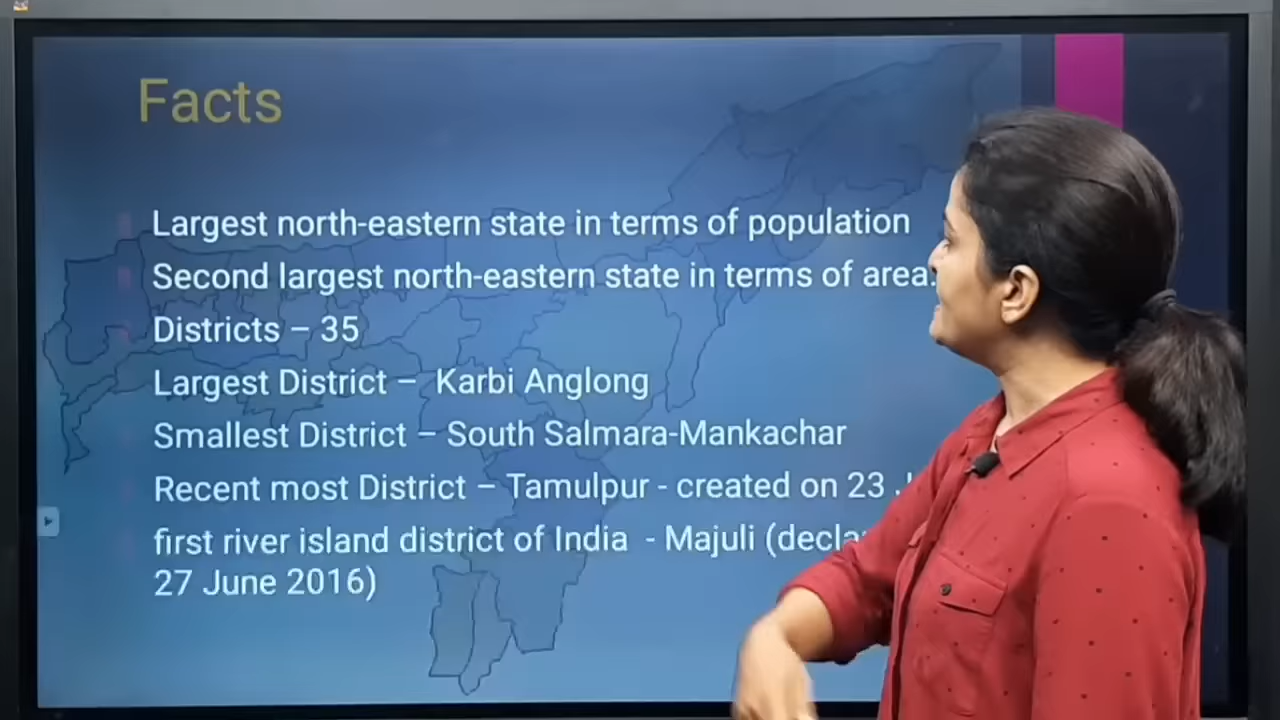 Facts
Largest north-eastern state in terms of population
Second largest north-eastern state in terms of area.
Districts – 35
Largest District – Karbi Anglong
Smallest District – South Salmara-Mankachar
Recent most District – Tamulpur - created on 23
first river island district of India - Majuli
27 June 2016)